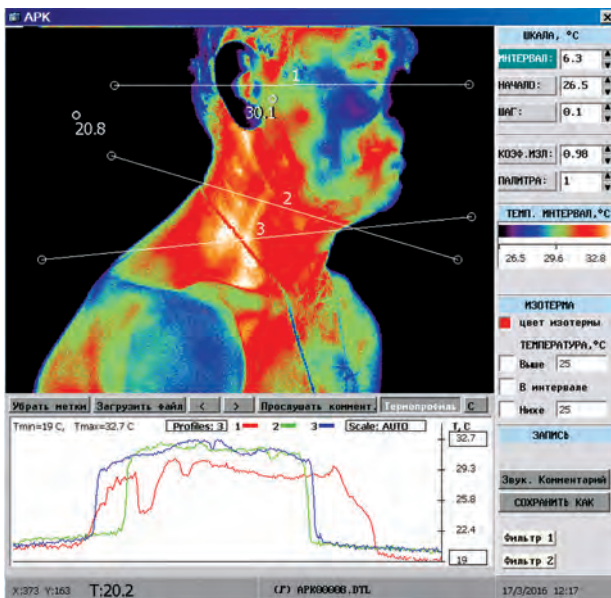 АРК
ШКАЛА, °C
ИНТЕРВАЛ: 6.3
НАЧАЛО: 26.5
ШАГ: 0.1
КОЭФ.ИЗЛ: 0.98
ПАЛИТРА: 1
ТЕМП. ИНТЕРВАЛ,°C
26.5 29.6 32.8
ИЗОТЕРМА
цвет изотермы
ТЕМПЕРАТУРА,°C
Выше 25
В интервале
Ниже 25
ЗАПИСЬ
Звук. Комментарий
СОХРАНИТЬ КАК
Фильтр 1
Фильтр 2
17/3/2016 12:17
1
30.1
20.8
2
3
Убрать метки Загрузить файл < > Прослушать коммент. Термопрофиль С
Tmin=19 C, Tmax=32.7 C Profiles: 3 1 2 3 Scale: AUTO T, C
32.7
29.3
25.8
22.4
19
X:373 Y:163 T:20.2 (♪) APK00008.DTL